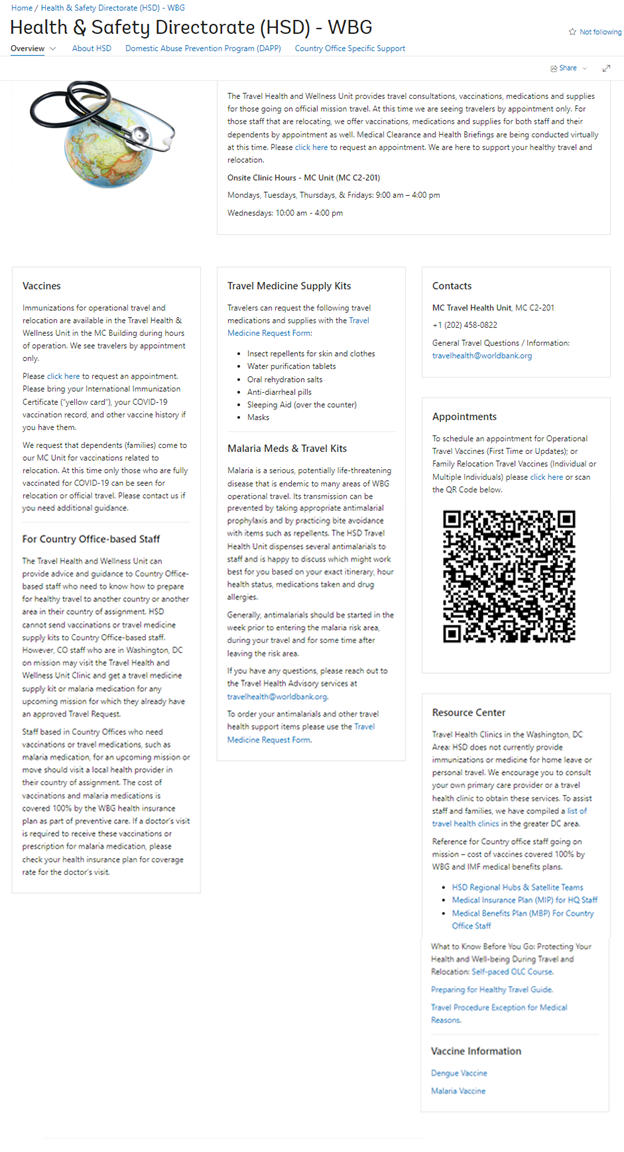 Home / Health & Safety Directorate (HSD) - WBG
Health & Safety Directorate (HSD) - WBG
Not following
Overview
About HSD
Domestic Abuse Prevention Program (DAPP)
Country Office Specific Support
Share
The Travel Health and Wellness Unit provides travel consultations, vaccinations, medications and supplies
for those going on official mission travel. At this time we are seeing travelers by appointment only. For
those staff that are relocating, we offer vaccinations, medications and supplies for both staff and their
dependents by appointment as well. Medical Clearance and Health Briefings are being conducted virtually
at this time. Please click here to request an appointment. We are here to support your healthy travel and
relocation.
Onsite Clinic Hours - MC Unit (MC C2-201)
Mondays, Tuesdays, Thursdays, & Fridays: 9:00 am – 4:00 pm
Wednesdays: 10:00 am - 4:00 pm
Vaccines
Immunizations for operational travel and
relocation are available in the Travel Health &
Wellness Unit in the MC Building during hours
of operation. We see travelers by appointment
only.
Please click here to request an appointment.
Please bring your International Immunization
Certificate ("yellow card"), your COVID-19
vaccination record, and other vaccine history if
you have them.
We request that dependents (families) come to
our MC Unit for vaccinations related to
relocation. At this time only those who are fully
vaccinated for COVID-19 can be seen for
relocation or official travel. Please contact us if
you need additional guidance.
For Country Office-based Staff
The Travel Health and Wellness Unit can
provide advice and guidance to Country Office-
based staff who need to know how to prepare
for healthy travel to another country or another
area in their country of assignment. HSD
cannot send vaccinations or travel medicine
supply kits to Country Office-based staff.
However, CO staff who are in Washington, DC
on mission may visit the Travel Health and
Wellness Unit Clinic and get a travel medicine
supply kit or malaria medication for any
upcoming mission for which they already have
an approved Travel Request.
Staff based in Country Offices who need
vaccinations or travel medications, such as
malaria medication, for an upcoming mission or
move should visit a local health provider in
their country of assignment. The cost of
vaccinations and malaria medications is
covered 100% by the WBG health insurance
plan as part of preventive care. If a doctor's visit
is required to receive these vaccinations or
prescription for malaria medication, please
check your health insurance plan for coverage
rate for the doctor's visit.
Travel Medicine Supply Kits
Travelers can request the following travel
medications and supplies with the Travel
Medicine Request Form:
• Insect repellents for skin and clothes
• Water purification tablets
• Oral rehydration salts
• Anti-diarrheal pills
• Sleeping Aid (over the counter)
• Masks
Malaria Meds & Travel Kits
Malaria is a serious, potentially life-threatening
disease that is endemic to many areas of WBG
operational travel. Its transmission can be
prevented by taking appropriate antimalarial
prophylaxis and by practicing bite avoidance
with items such as repellents. The HSD Travel
Health Unit dispenses several antimalarials to
staff and is happy to discuss which might work
best for you based on your exact itinerary, hour
health status, medications taken and drug
allergies.
Generally, antimalarials should be started in the
week prior to entering the malaria risk area,
during your travel and for some time after
leaving the risk area.
If you have any questions, please reach out to
the Travel Health Advisory services at
travelhealth@worldbank.org.
To order your antimalarials and other travel
health support items please use the Travel
Medicine Request Form.
Contacts
MC Travel Health Unit, MC C2-201
+1 (202) 458-0822
General Travel Questions / Information:
travelhealth@worldbank.org
Appointments
To schedule an appointment for Operational
Travel Vaccines (First Time or Updates); or
Family Relocation Travel Vaccines (Individual or
Multiple Individuals) please click here or scan
the QR Code below.
Resource Center
Travel Health Clinics in the Washington, DC
Area: HSD does not currently provide
immunizations or medicine for home leave or
personal travel. We encourage you to consult
your own primary care provider or a travel
health clinic to obtain these services. To assist
staff and families, we have compiled a list of
travel health clinics in the greater DC area.
Reference for Country office staff going on
mission – cost of vaccines covered 100% by
WBG and IMF medical benefits plans.
• HSD Regional Hubs & Satellite Teams
• Medical Insurance Plan (MIP) for HQ Staff
• Medical Benefits Plan (MBP) For Country
Office Staff
What to Know Before You Go: Protecting Your
Health and Well-being During Travel and
Relocation: Self-paced OLC Course.
Preparing for Healthy Travel Guide.
Travel Procedure Exception for Medical
Reasons.
Vaccine Information
Dengue Vaccine
Malaria Vaccine